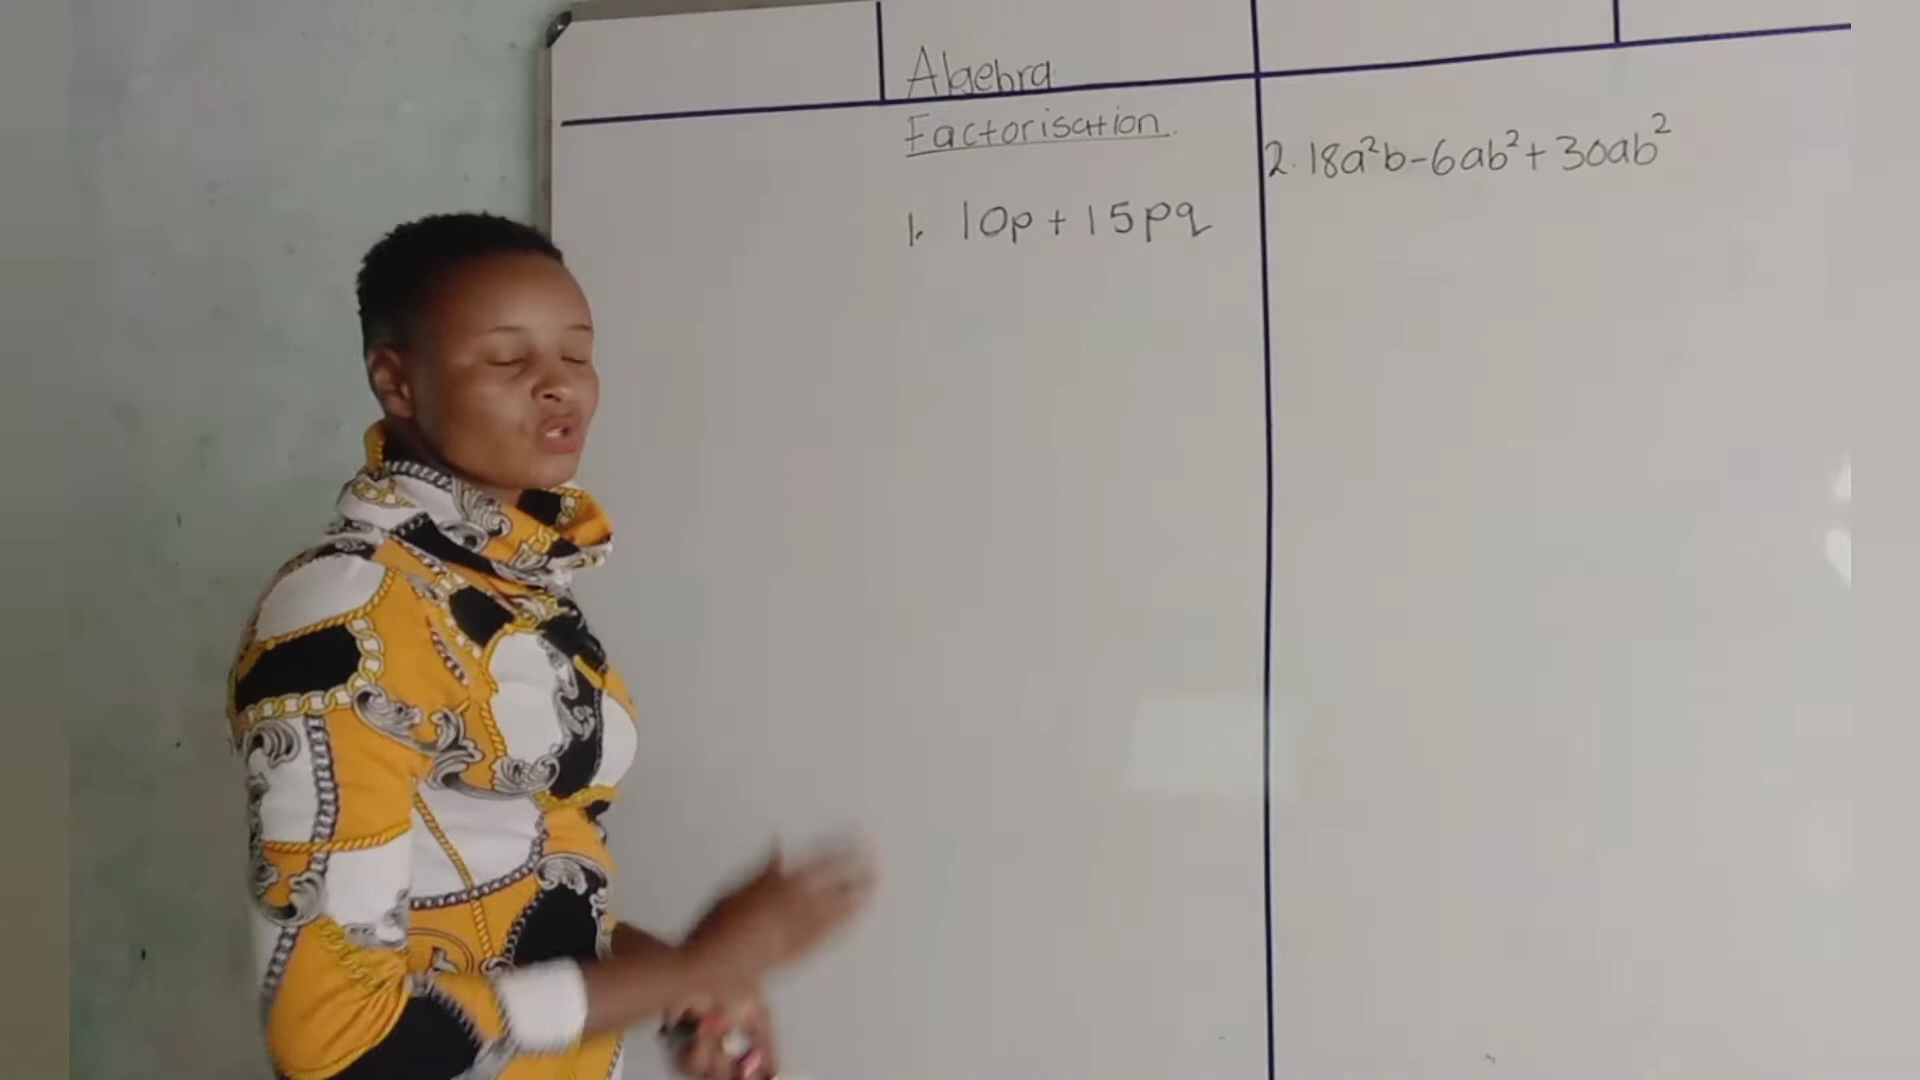 Algebra
Factorisation.
1. 10p + 15pq
2. 18a²b - 6ab² + 30ab²